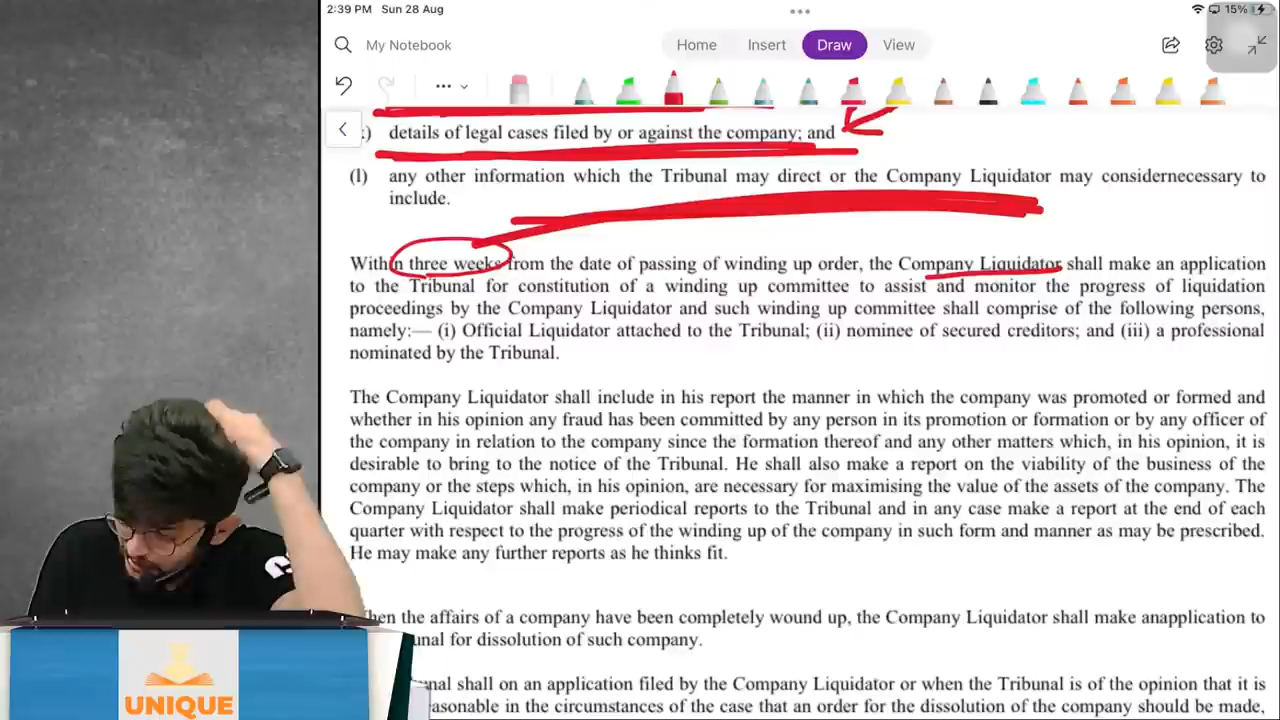 2:39 PM Sun 28 Aug
15%
My Notebook
Home Insert Draw View
details of legal cases filed by or against the company; and
(l) any other information which the Tribunal may direct or the Company Liquidator may considernecessary to
include.
Within three weeks from the date of passing of winding up order, the Company Liquidator shall make an application
to the Tribunal for constitution of a winding up committee to assist and monitor the progress of liquidation
proceedings by the Company Liquidator and such winding up committee shall comprise of the following persons,
namely:— (i) Official Liquidator attached to the Tribunal; (ii) nominee of secured creditors; and (iii) a professional
nominated by the Tribunal.
The Company Liquidator shall include in his report the manner in which the company was promoted or formed and
whether in his opinion any fraud has been committed by any person in its promotion or formation or by any officer of
the company in relation to the company since the formation thereof and any other matters which, in his opinion, it is
desirable to bring to the notice of the Tribunal. He shall also make a report on the viability of the business of the
company or the steps which, in his opinion, are necessary for maximising the value of the assets of the company. The
Company Liquidator shall make periodical reports to the Tribunal and in any case make a report at the end of each
quarter with respect to the progress of the winding up of the company in such form and manner as may be prescribed.
He may make any further reports as he thinks fit.
the affairs of a company have been completely wound up, the Company Liquidator shall make anapplication to
for dissolution of such company.
shall on an application filed by the Company Liquidator or when the Tribunal is of the opinion that it is
in the circumstances of the case that an order for the dissolution of the company should be made,
UNIQUE